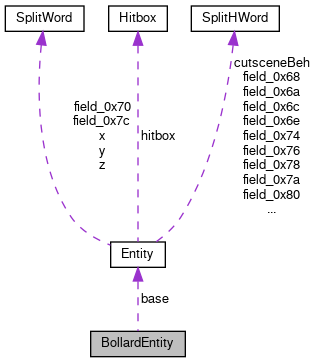 SplitWord
Hitbox
SplitHWord
field_0x70
field_0x7c
x
y
z
hitbox
cutsceneBeh
field_0x68
field_0x6a
field_0x6c
field_0x6e
field_0x74
field_0x76
field_0x78
field_0x7a
field_0x80
...
Entity
base
BollardEntity